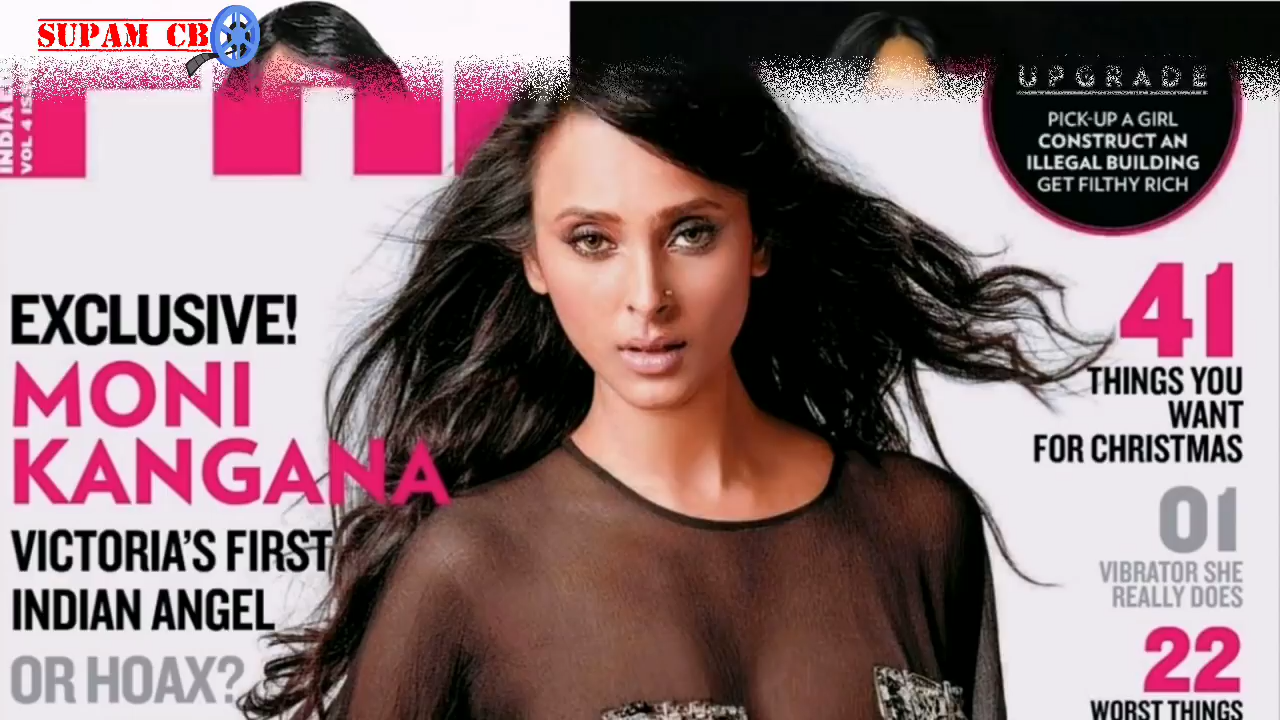 SUPAM CB
INDIA
VOL 4 ISS
UPGRADE
PICK-UP A GIRL
CONSTRUCT AN
ILLEGAL BUILDING
GET FILTHY RICH
EXCLUSIVE!
MONI
KANGANA
VICTORIA'S FIRST
INDIAN ANGEL
OR HOAX?
41
THINGS YOU
WANT
FOR CHRISTMAS
01
VIBRATOR SHE
REALLY DOES
22
WORST THINGS